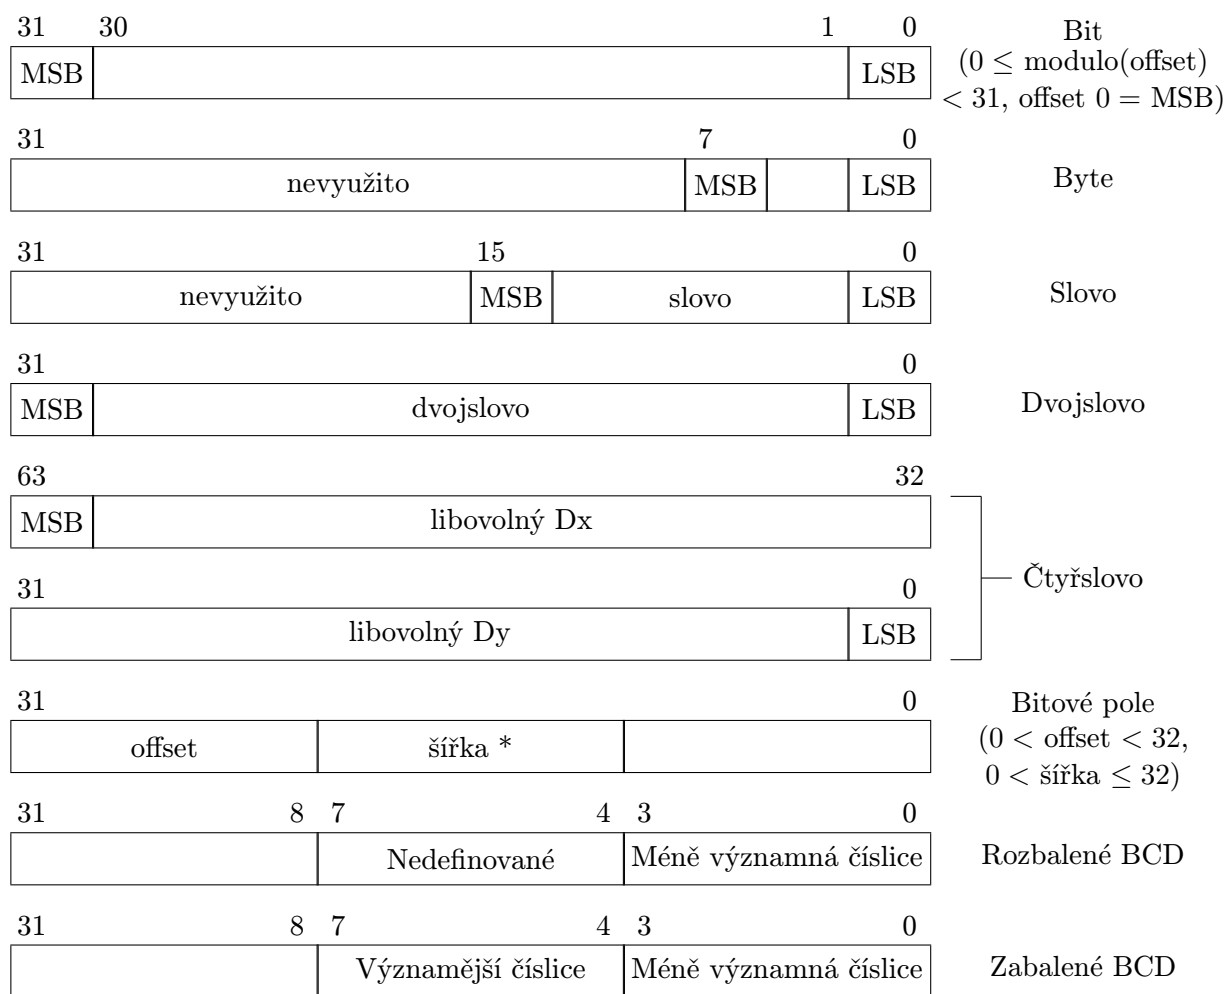 31 30 1 0 Bit
MSB LSB (0 ≤ modulo(offset)
< 31, offset 0 = MSB)
31 7 0
nevyužito MSB LSB Byte
31 15 0
nevyužito MSB slovo LSB Slovo
31 0
MSB dvojslovo LSB Dvojslovo
63 32
MSB libovolný Dx
Čtyřslovo
31 0
libovolný Dy LSB
31 0 Bitové pole
offset šířka * (0 < offset < 32,
0 < šířka ≤ 32)
31 8 7 4 3 0
Nedefinované Méně významná číslice Rozbalené BCD
31 8 7 4 3 0
Významější číslice Méně významná číslice Zabalené BCD